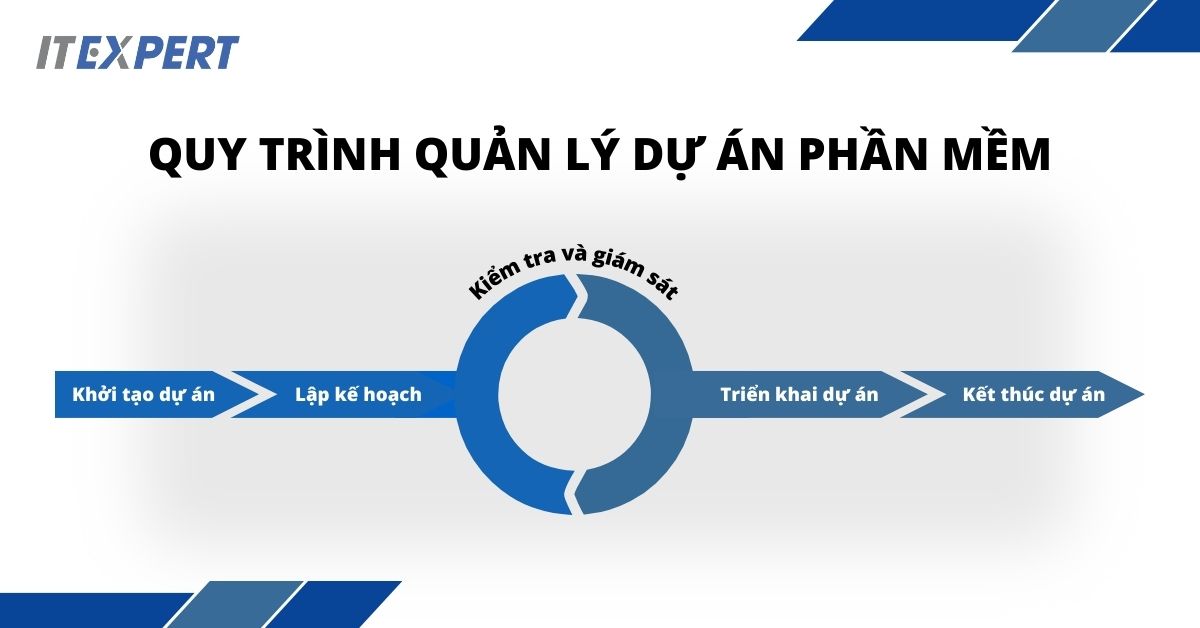 ITEXPERT
QUY TRÌNH QUẢN LÝ DỰ ÁN PHẦN MỀM
Kiểm tra và giám sát
Khởi tạo dự án
Lập kế hoạch
Triển khai dự án
Kết thúc dự án